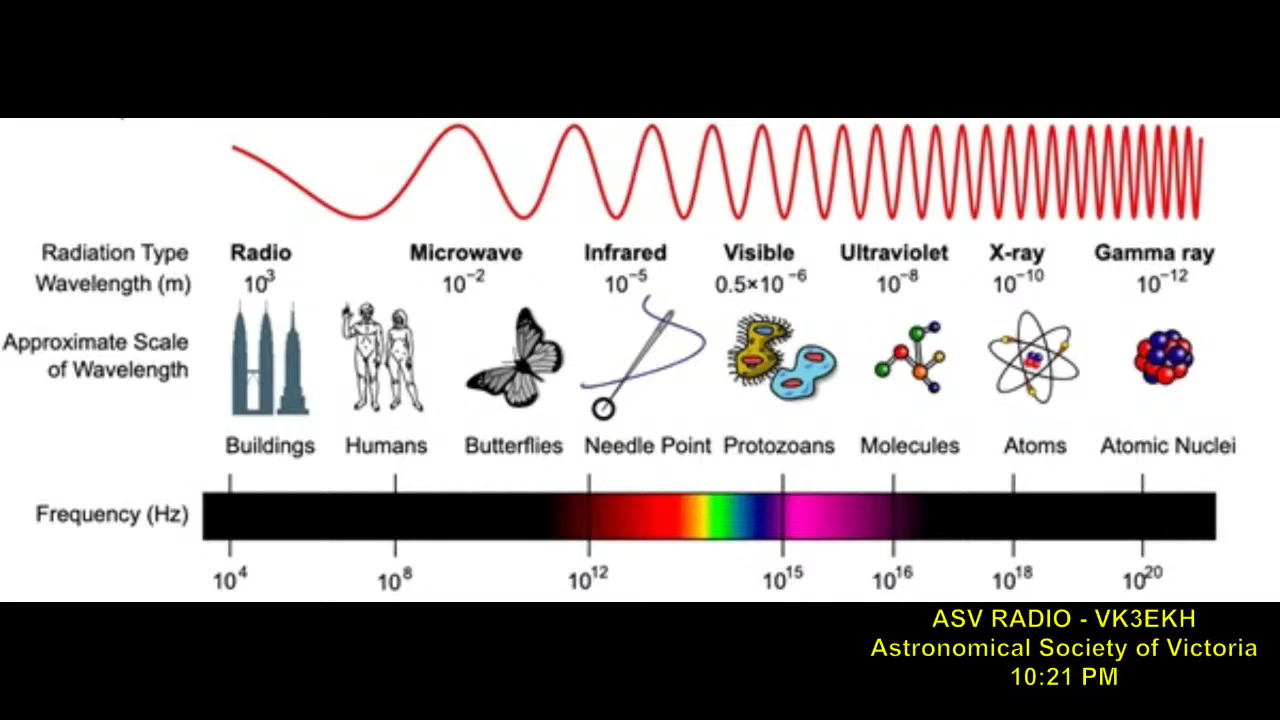 Radiation Type Radio Microwave Infrared Visible Ultraviolet X-ray Gamma ray
Wavelength (m) 10³ 10⁻² 10⁻⁵ 0.5×10⁻⁶ 10⁻⁸ 10⁻¹⁰ 10⁻¹²
Approximate Scale
of Wavelength
Buildings Humans Butterflies Needle Point Protozoans Molecules Atoms Atomic Nuclei
Frequency (Hz)
10⁴ 10⁸ 10¹² 10¹⁵ 10¹⁶ 10¹⁸ 10²⁰
ASV RADIO - VK3EKH
Astronomical Society of Victoria
10:21 PM